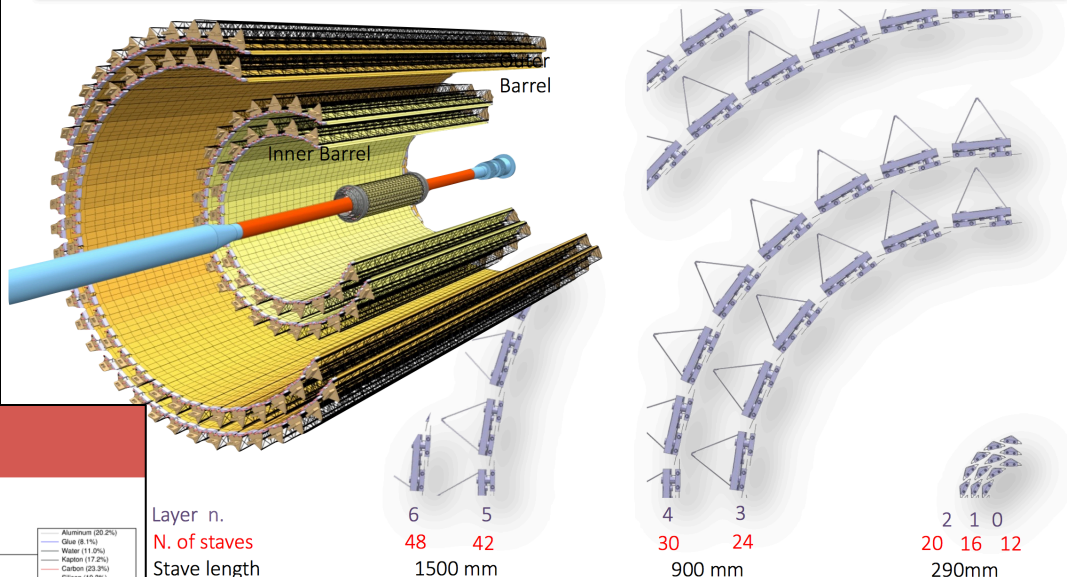 Outer
Barrel
Inner Barrel
Layer n. 6 5 4 3 2 1 0
N. of staves 48 42 30 24 20 16 12
Stave length 1500 mm 900 mm 290mm
Aluminum (20.2%)
Glue (8.1%)
Water (11.0%)
Kapton (17.2%)
Carbon (23.3%)